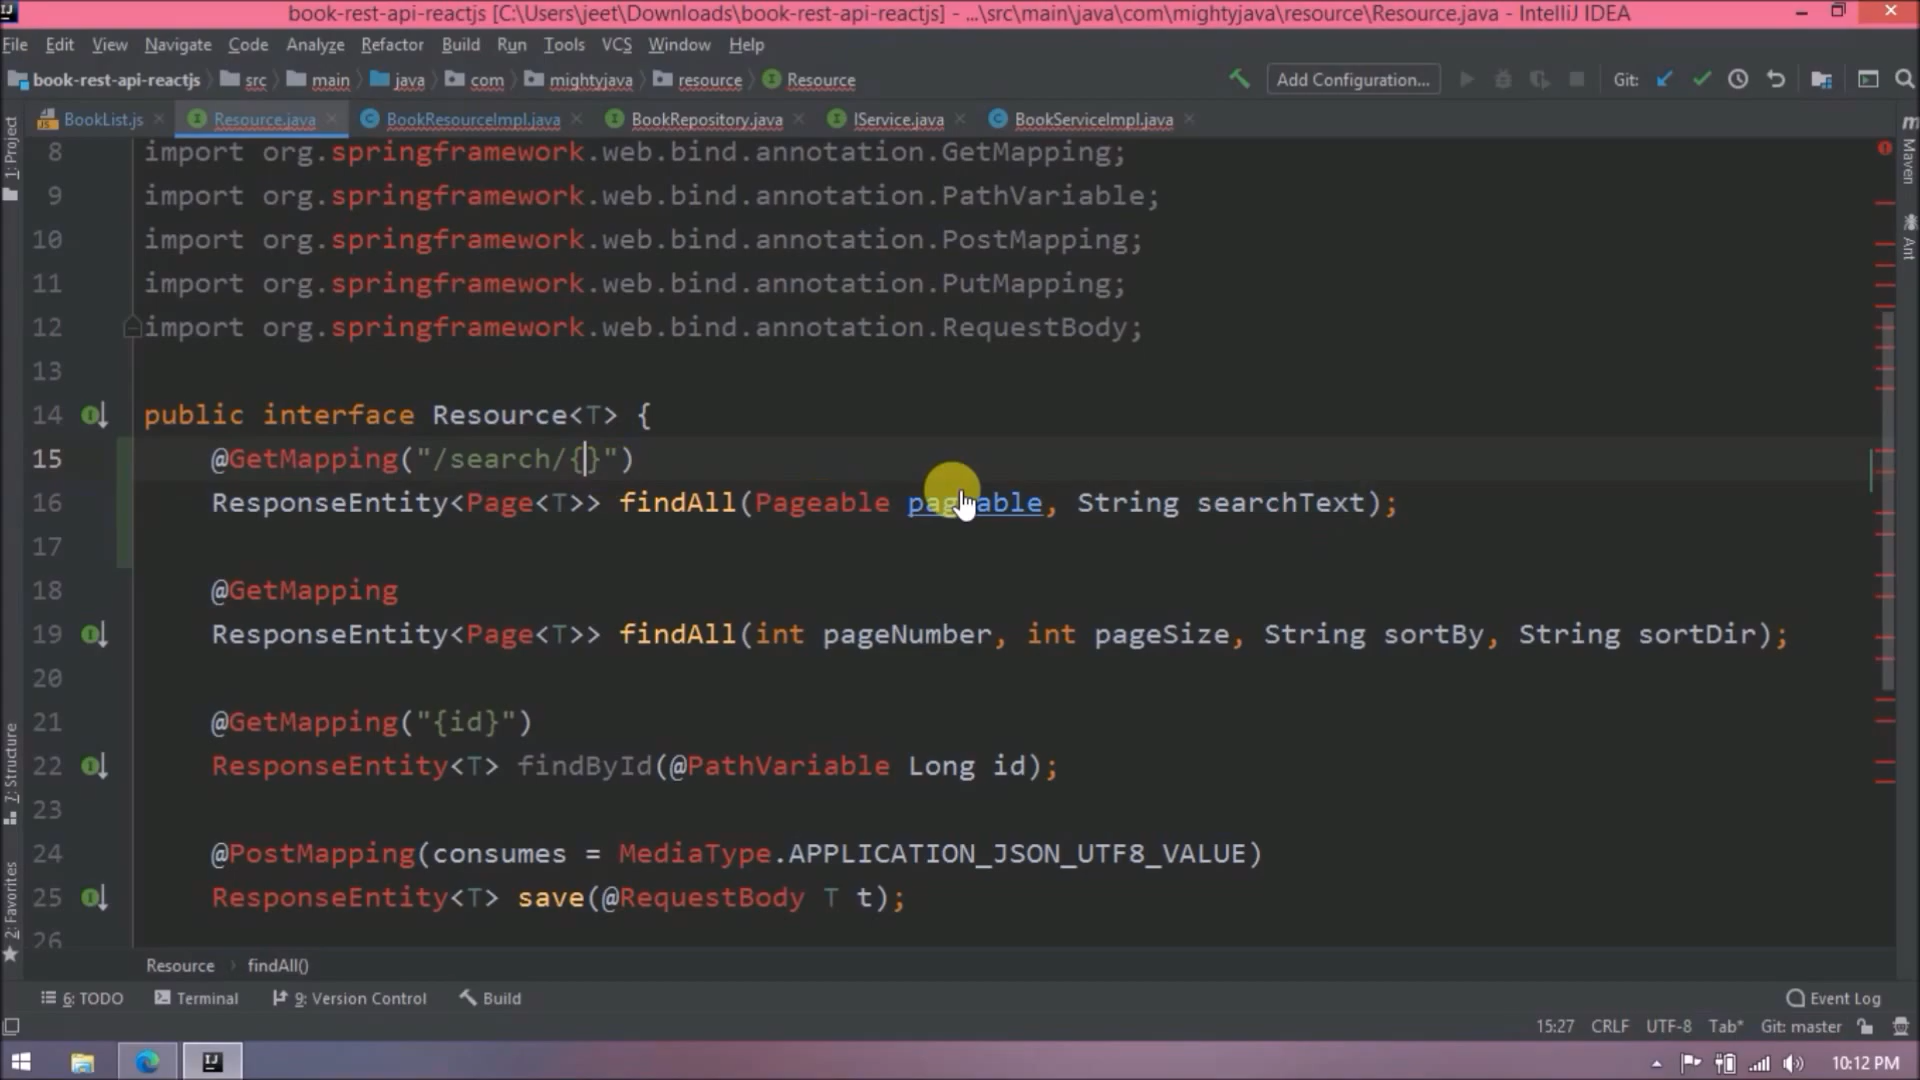 book-rest-api-reactjs [C:\Users\jeet\Downloads\book-rest-api-reactjs] - ...\src\main\java\com\mightyjava\resource\Resource.java - IntelliJ IDEA
File Edit View Navigate Code Analyze Refactor Build Run Tools VCS Window Help
book-rest-api-reactjs src main java com mightyjava resource Resource Add Configuration... Git:
BookList.js Resource.java BookResourceImpl.java BookRepository.java IService.java BookServiceImpl.java
1: Project
Maven
Ant
8 import org.springframework.web.bind.annotation.GetMapping;
9 import org.springframework.web.bind.annotation.PathVariable;
10 import org.springframework.web.bind.annotation.PostMapping;
11 import org.springframework.web.bind.annotation.PutMapping;
12 import org.springframework.web.bind.annotation.RequestBody;
13
14 public interface Resource<T> {
15 @GetMapping("/search/{}")
16 ResponseEntity<Page<T>> findAll(Pageable pageable, String searchText);
17
18 @GetMapping
19 ResponseEntity<Page<T>> findAll(int pageNumber, int pageSize, String sortBy, String sortDir);
20
21 @GetMapping("{id}")
22 ResponseEntity<T> findById(@PathVariable Long id);
23
24 @PostMapping(consumes = MediaType.APPLICATION_JSON_UTF8_VALUE)
25 ResponseEntity<T> save(@RequestBody T t);
26
7: Structure
2: Favorites
Resource findAll()
6: TODO Terminal 9: Version Control Build Event Log
15:27 CRLF UTF-8 Tab* Git: master
10:12 PM